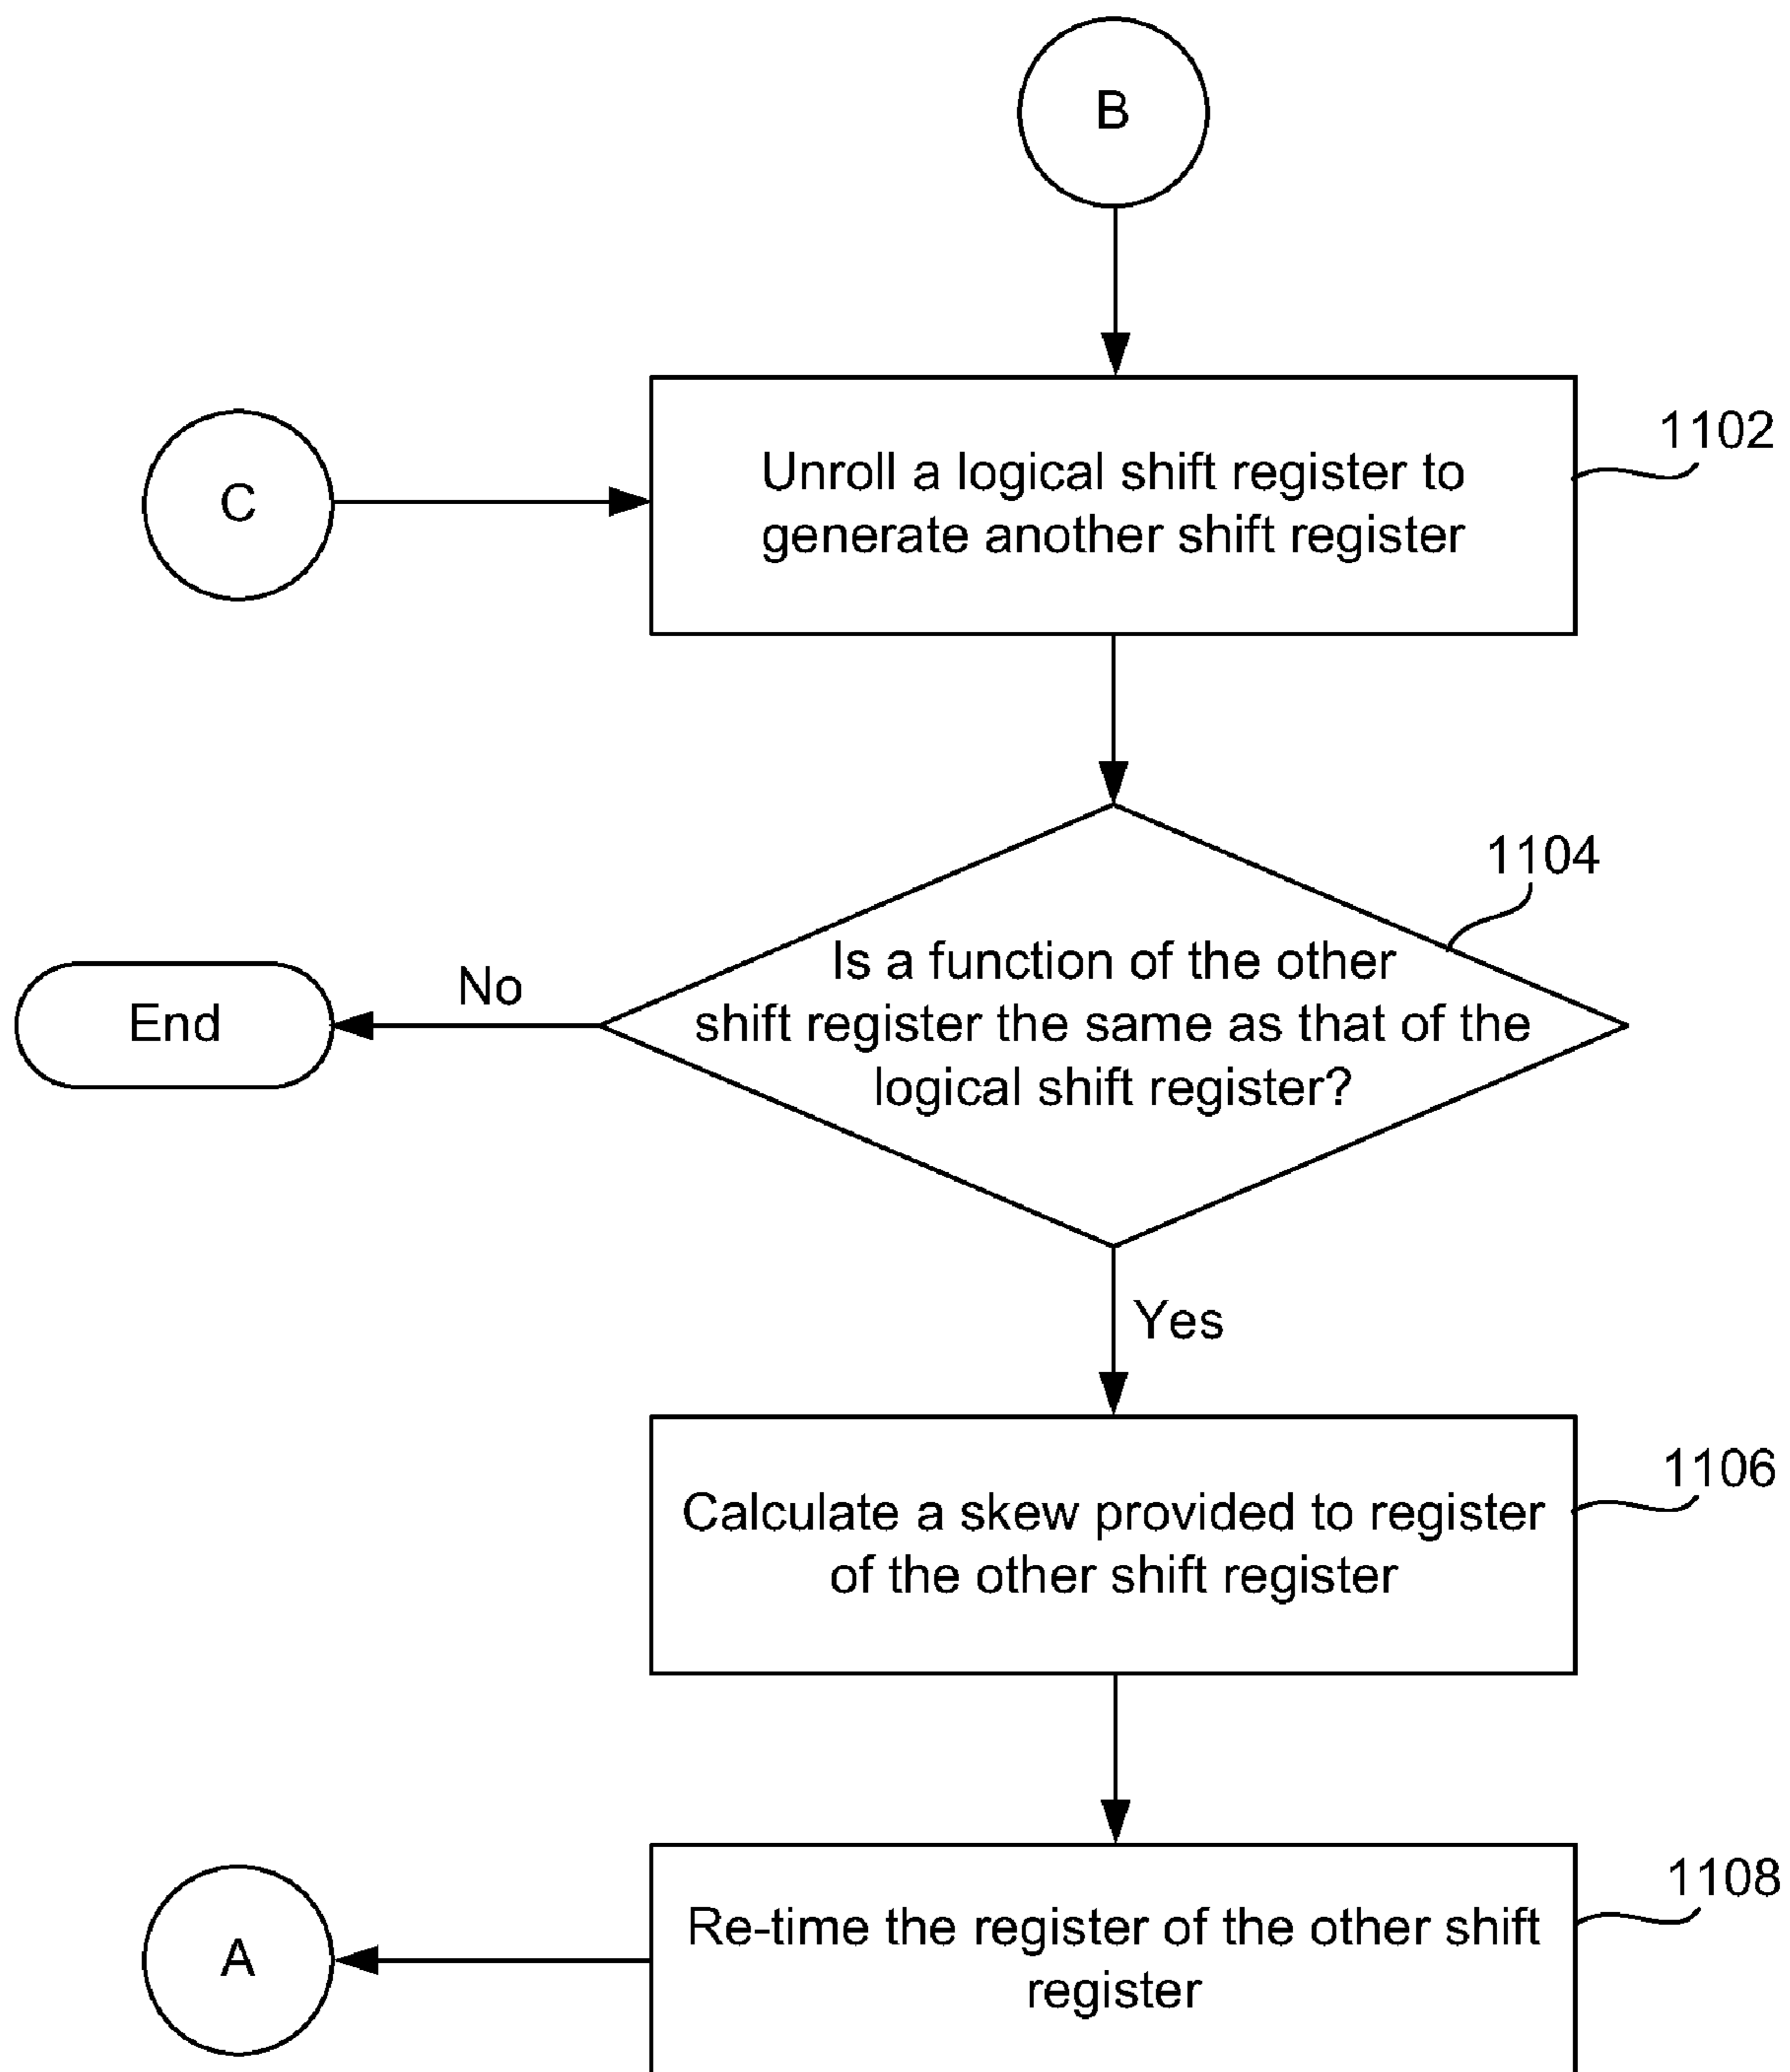 B
C
Unroll a logical shift register to
generate another shift register
1102
1104
Is a function of the other
shift register the same as that of the
logical shift register?
No
End
Yes
1106
Calculate a skew provided to register
of the other shift register
1108
Re-time the register of the other shift
register
A